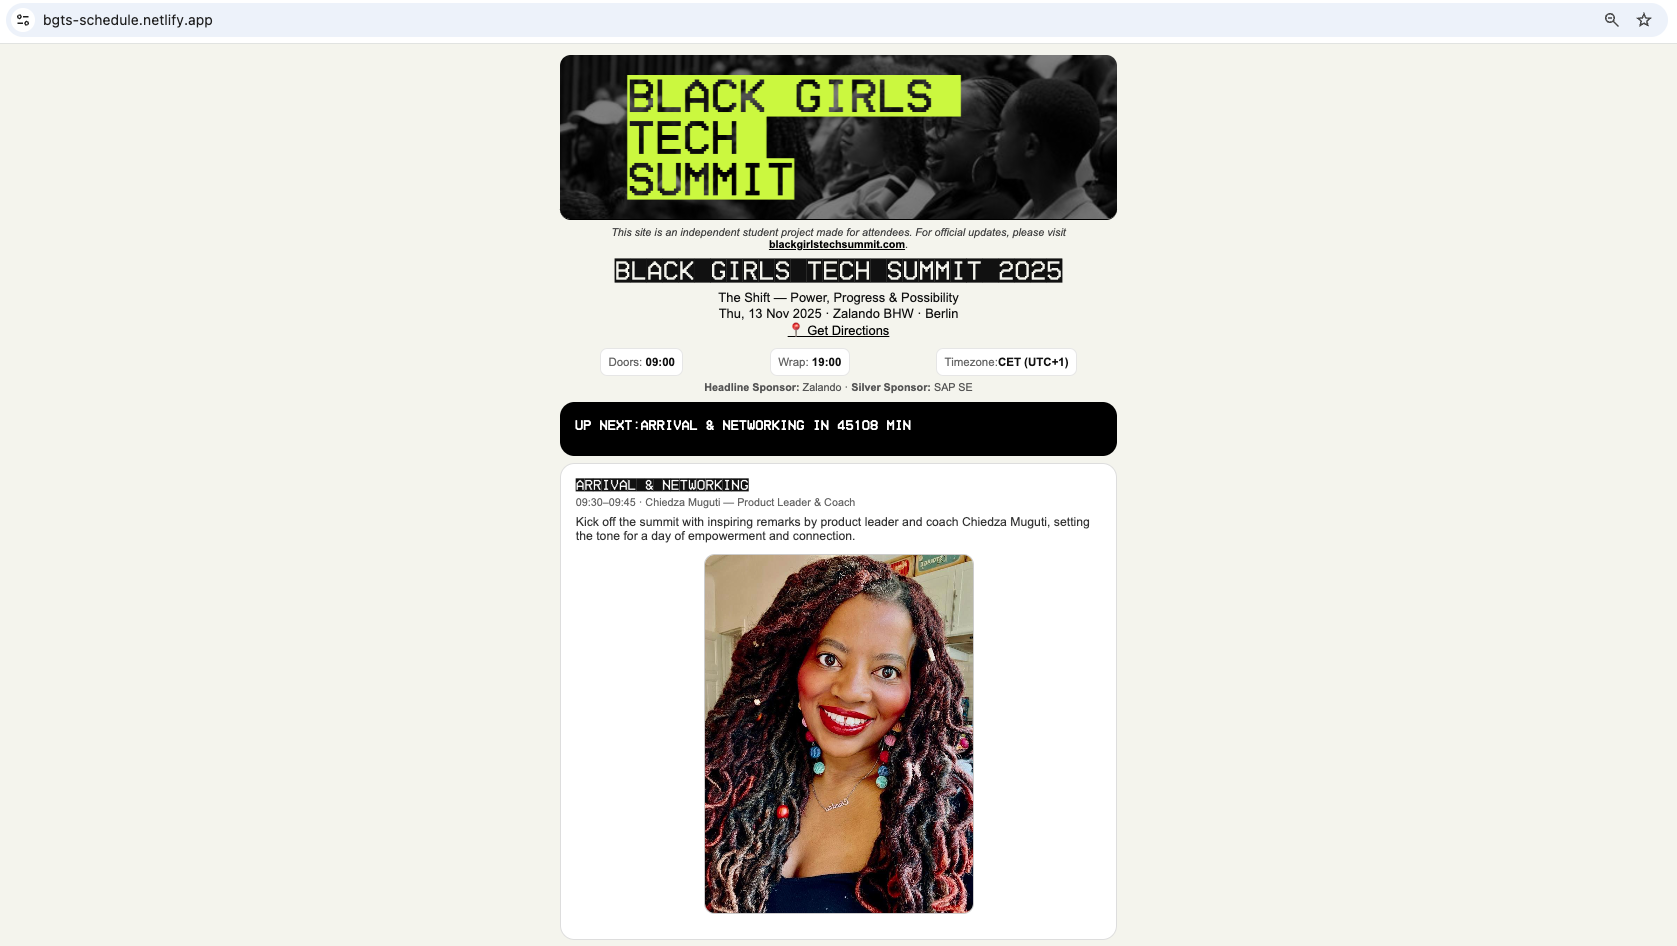 bgts-schedule.netlify.app
BLACK GIRLS
TECH
SUMMIT
This site is an independent student project made for attendees. For official updates, please visit
blackgirlstechsummit.com.
BLACK GIRLS TECH SUMMIT 2025
The Shift — Power, Progress & Possibility
Thu, 13 Nov 2025 · Zalando BHW · Berlin
📍 Get Directions
Doors: 09:00
Wrap: 19:00
Timezone:CET (UTC+1)
Headline Sponsor: Zalando · Silver Sponsor: SAP SE
UP NEXT:ARRIVAL & NETWORKING IN 45108 MIN
ARRIVAL & NETWORKING
09:30–09:45 · Chiedza Muguti — Product Leader & Coach
Kick off the summit with inspiring remarks by product leader and coach Chiedza Muguti, setting
the tone for a day of empowerment and connection.